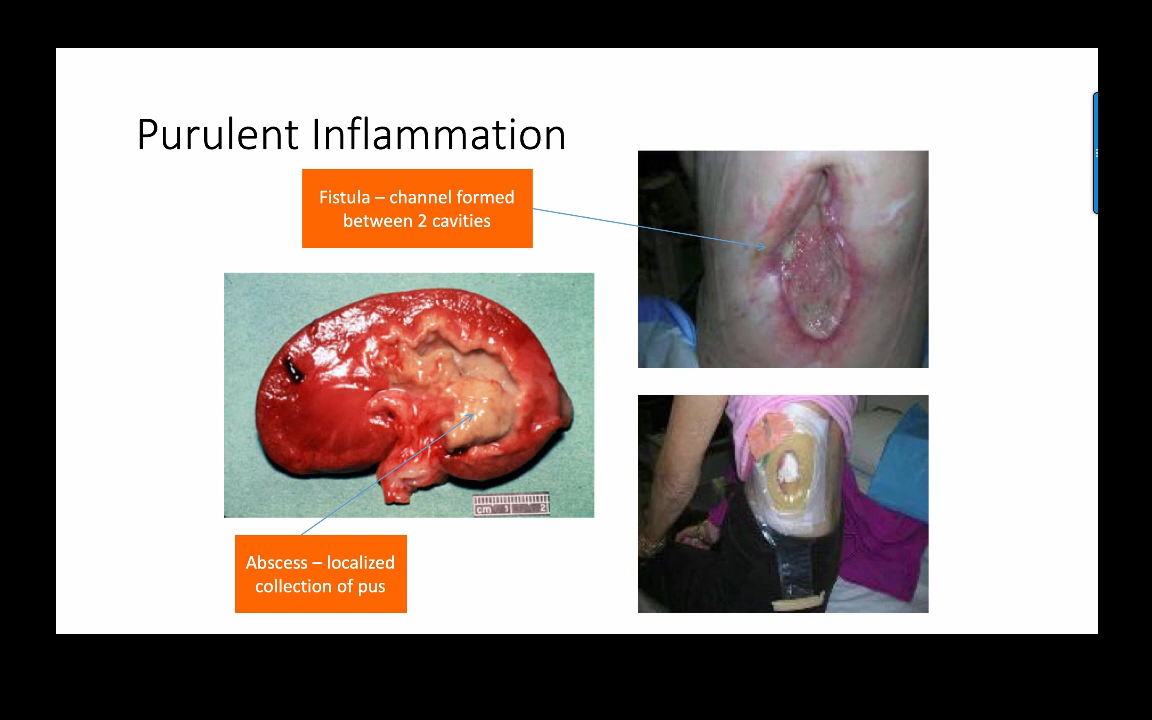 Purulent Inflammation
Fistula – channel formed
between 2 cavities
cm 1 2
Abscess – localized
collection of pus